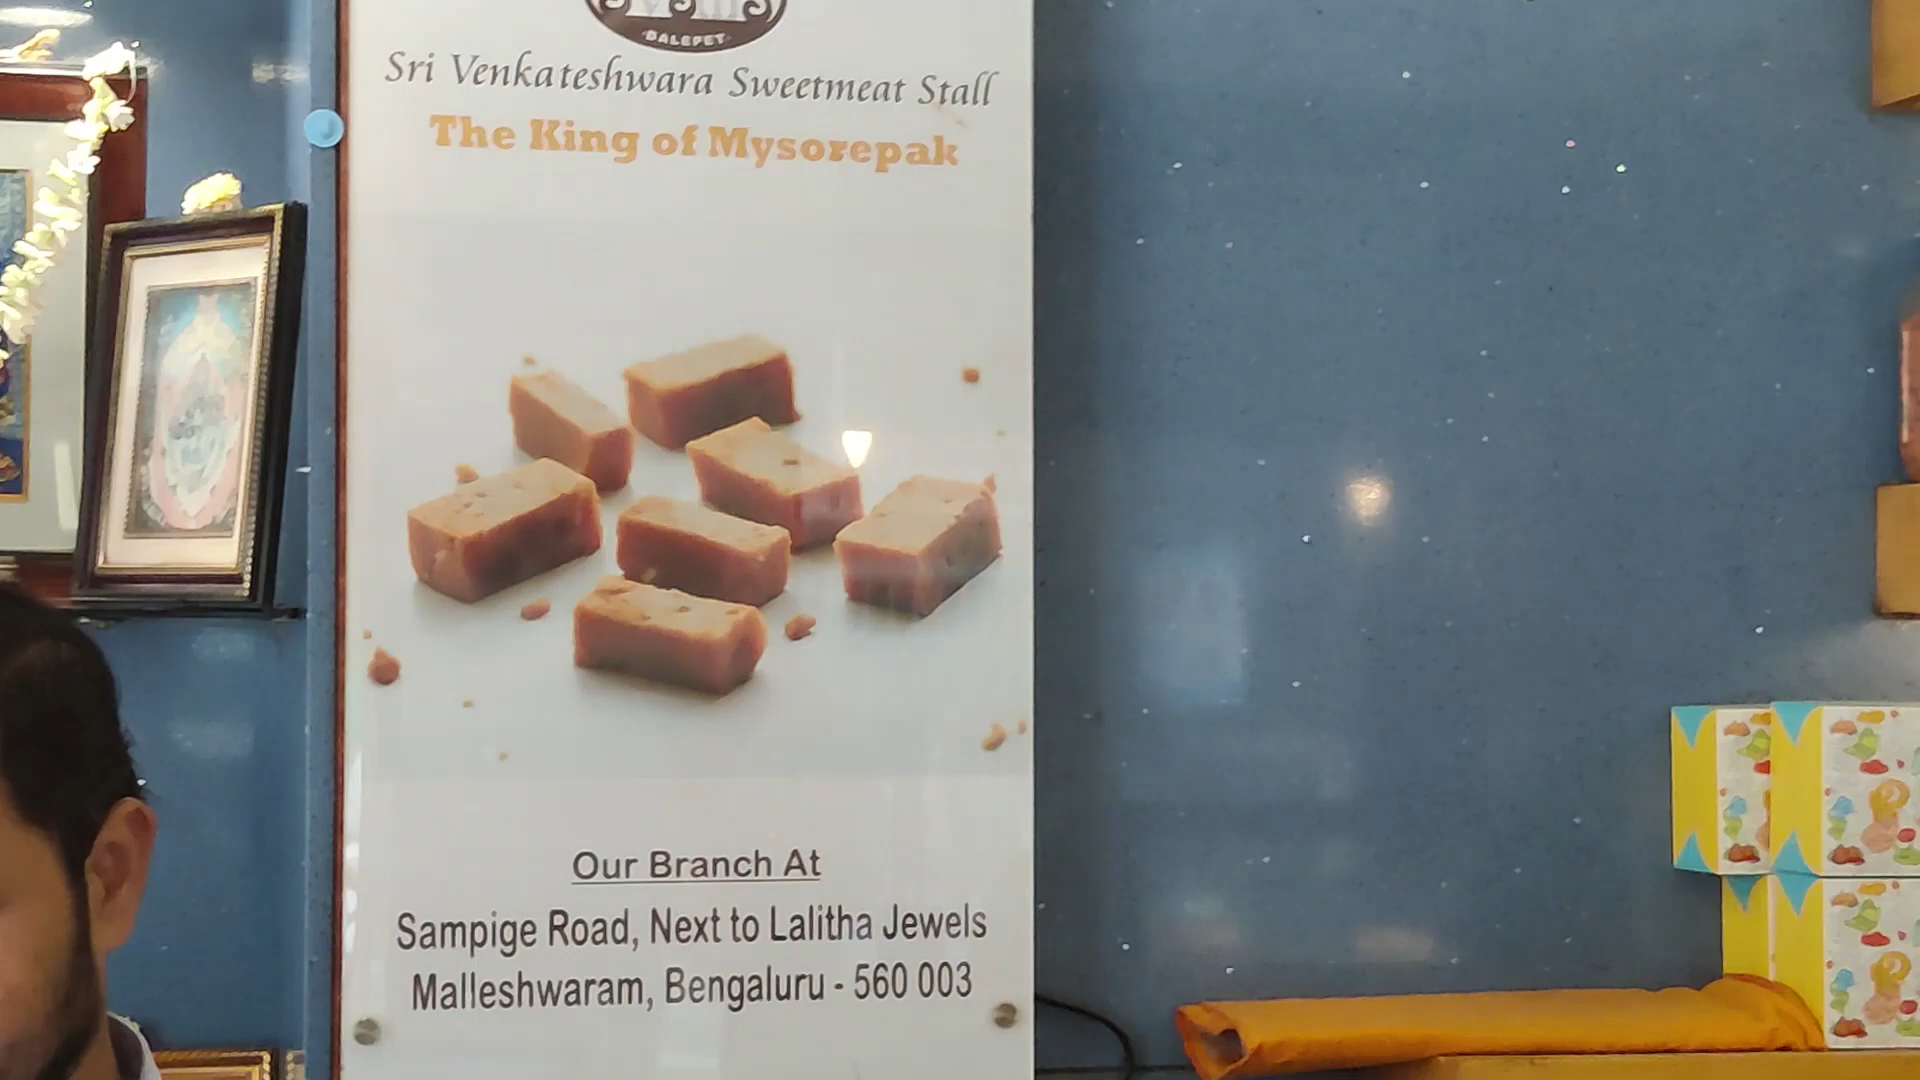 BALEPET
Sri Venkateshwara Sweetmeat Stall
The King of Mysorepak
Our Branch At
Sampige Road, Next to Lalitha Jewels
Malleshwaram, Bengaluru - 560 003